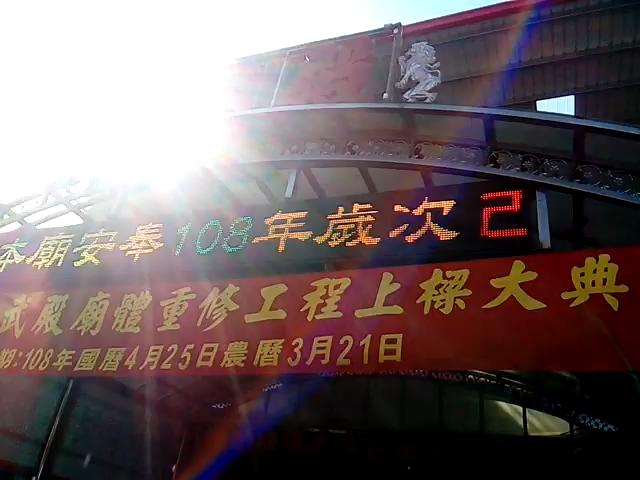 本廟安奉108年歲次己
武殿廟體重修工程上樑大典
期:108年國曆4月25日農曆3月21日